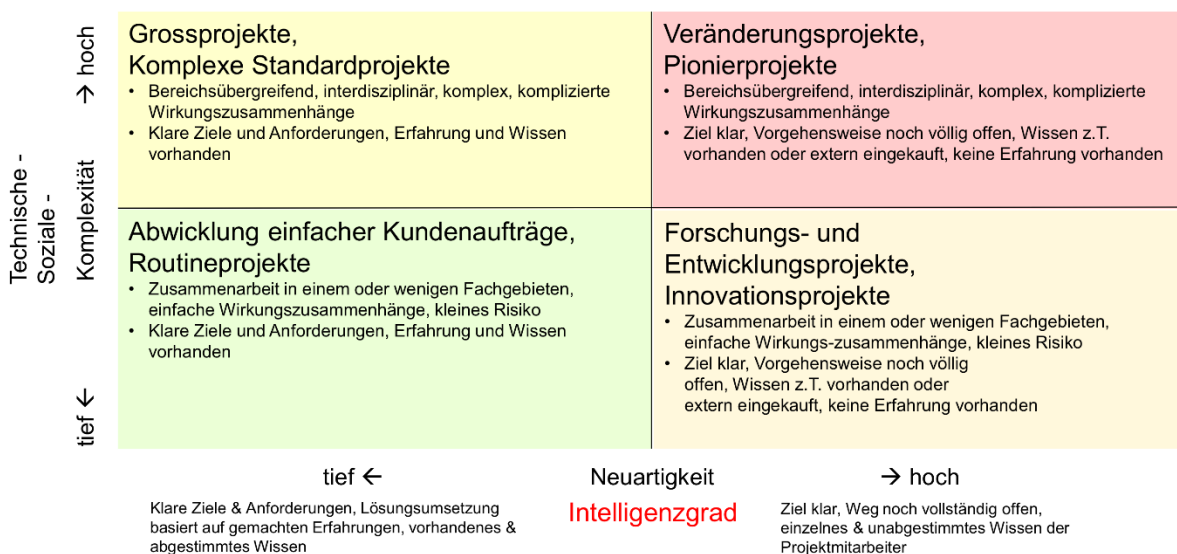 Technische -
Soziale -
Komplexität
→ hoch
tief ←
Grossprojekte,
Komplexe Standardprojekte
• Bereichsübergreifend, interdisziplinär, komplex, komplizierte
Wirkungszusammenhänge
• Klare Ziele und Anforderungen, Erfahrung und Wissen
vorhanden
Veränderungsprojekte,
Pionierprojekte
• Bereichsübergreifend, interdisziplinär, komplex, komplizierte
Wirkungszusammenhänge
• Ziel klar, Vorgehensweise noch völlig offen, Wissen z.T.
vorhanden oder extern eingekauft, keine Erfahrung vorhanden
Abwicklung einfacher Kundenaufträge,
Routineprojekte
• Zusammenarbeit in einem oder wenigen Fachgebieten,
einfache Wirkungszusammenhänge, kleines Risiko
• Klare Ziele und Anforderungen, Erfahrung und Wissen
vorhanden
Forschungs- und
Entwicklungsprojekte,
Innovationsprojekte
• Zusammenarbeit in einem oder wenigen Fachgebieten,
einfache Wirkungs-zusammenhänge, kleines Risiko
• Ziel klar, Vorgehensweise noch völlig
offen, Wissen z.T. vorhanden oder
extern eingekauft, keine Erfahrung vorhanden
tief ←
Neuartigkeit
→ hoch
Klare Ziele & Anforderungen, Lösungsumsetzung
basiert auf gemachten Erfahrungen, vorhandenes &
abgestimmtes Wissen
Intelligenzgrad
Ziel klar, Weg noch vollständig offen,
einzelnes & unabgestimmtes Wissen der
Projektmitarbeiter